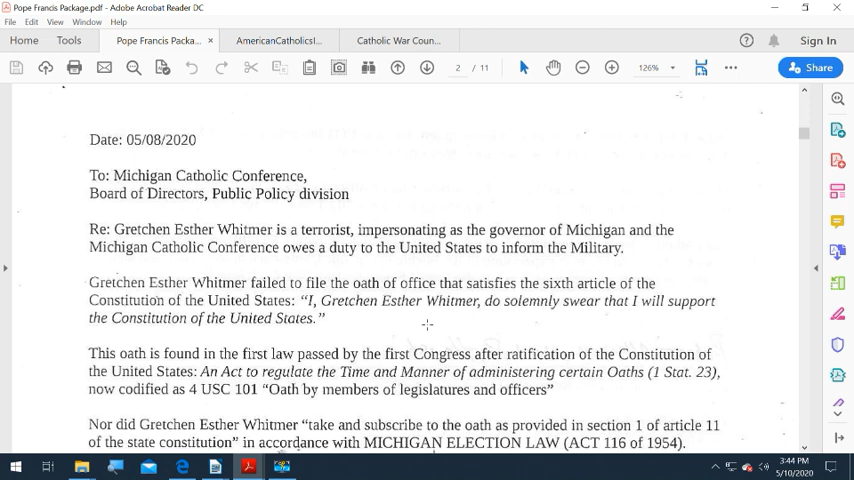 Pope Francis Package.pdf - Adobe Acrobat Reader DC
File Edit View Window Help
Home Tools Pope Francis Packa... × AmericanCatholicsI... Catholic War Coun... Sign In
2 / 11 126% Share
Date: 05/08/2020
To: Michigan Catholic Conference,
Board of Directors, Public Policy division
Re: Gretchen Esther Whitmer is a terrorist, impersonating as the governor of Michigan and the
Michigan Catholic Conference owes a duty to the United States to inform the Military.
Gretchen Esther Whitmer failed to file the oath of office that satisfies the sixth article of the
Constitution of the United States: “I, Gretchen Esther Whitmer, do solemnly swear that I will support
the Constitution of the United States.”
This oath is found in the first law passed by the first Congress after ratification of the Constitution of
the United States: An Act to regulate the Time and Manner of administering certain Oaths (1 Stat. 23),
now codified as 4 USC 101 “Oath by members of legislatures and officers”
Nor did Gretchen Esther Whitmer “take and subscribe to the oath as provided in section 1 of article 11
of the state constitution” in accordance with MICHIGAN ELECTION LAW (ACT 116 of 1954).
3:44 PM
5/10/2020